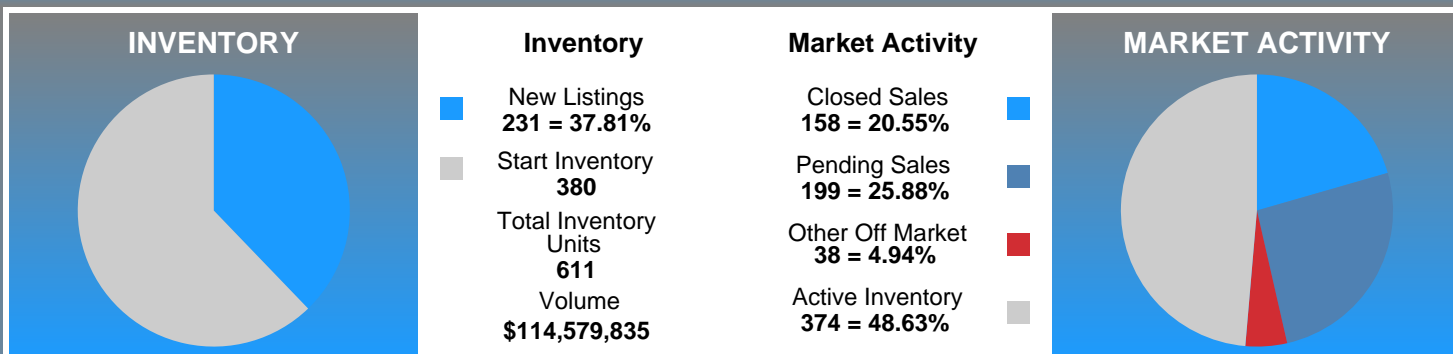 INVENTORY
Inventory
New Listings
231 = 37.81%
Start Inventory
380
Total Inventory
Units
611
Volume
$114,579,835
Market Activity
Closed Sales
158 = 20.55%
Pending Sales
199 = 25.88%
Other Off Market
38 = 4.94%
Active Inventory
374 = 48.63%
MARKET ACTIVITY